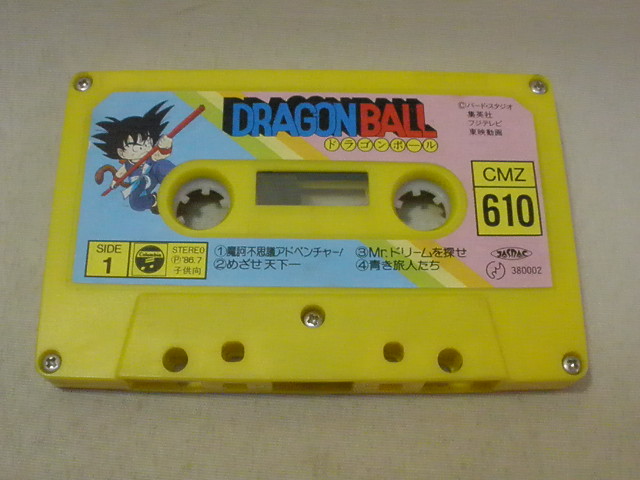 DRAGONBALL
ドラゴンボール
©バード・スタジオ
集英社
フジテレビ
東映動画
CMZ
610
SIDE
1
Columbia
STEREO
Ⓟ'86.7
子供向
①魔訶不思議アドベンチャー!
②めざせ天下一
③Mr.ドリームを探せ
④青き旅人たち
JASRAC
380002